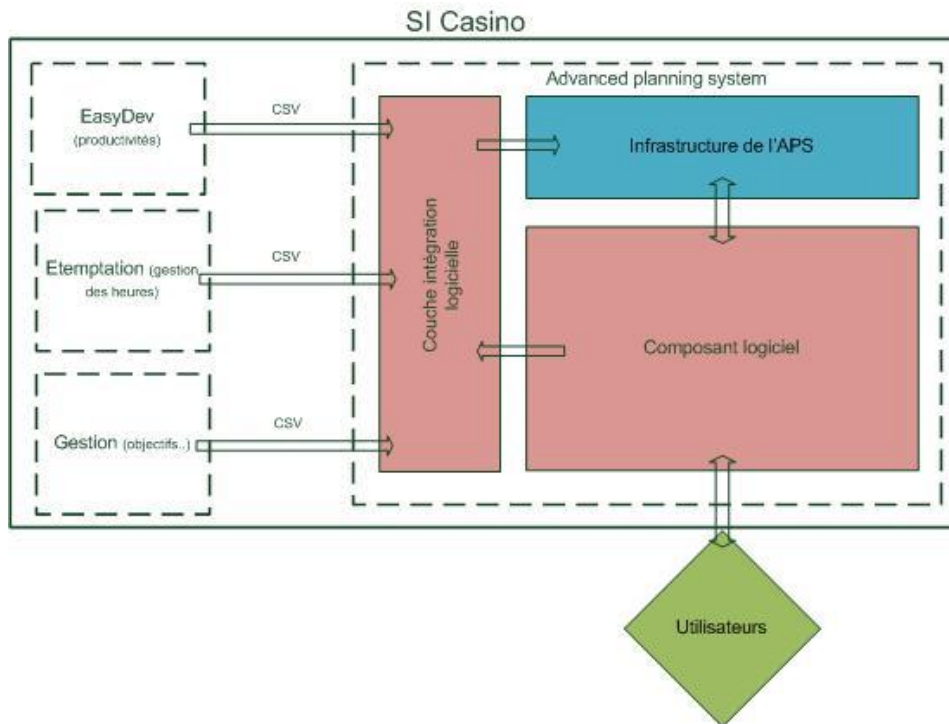 SI Casino
Advanced planning system
EasyDev
(productivités)
CSV
Infrastructure de l'APS
Etemptation (gestion
des heures)
CSV
Couche intégration
logicielle
Composant logiciel
Gestion (objectifs..)
CSV
Utilisateurs